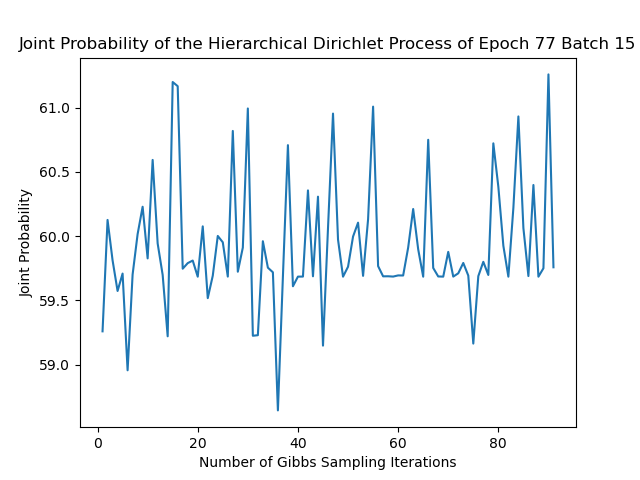 Joint Probability of the Hierarchical Dirichlet Process of Epoch 77 Batch 15
61.0
60.5
60.0
59.5
59.0
Joint Probability
0 20 40 60 80
Number of Gibbs Sampling Iterations